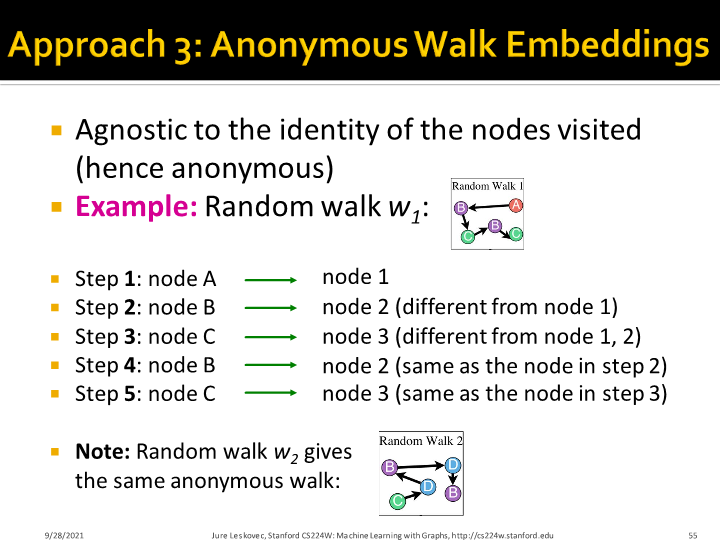 Approach 3: Anonymous Walk Embeddings
Agnostic to the identity of the nodes visited
(hence anonymous)
Example: Random walk w1:
Random Walk 1
B A
B
C C
Step 1: node A node 1
Step 2: node B node 2 (different from node 1)
Step 3: node C node 3 (different from node 1, 2)
Step 4: node B node 2 (same as the node in step 2)
Step 5: node C node 3 (same as the node in step 3)
Note: Random walk w2 gives
the same anonymous walk:
Random Walk 2
B D
D B
C
9/28/2021 Jure Leskovec, Stanford CS224W: Machine Learning with Graphs, http://cs224w.stanford.edu 55